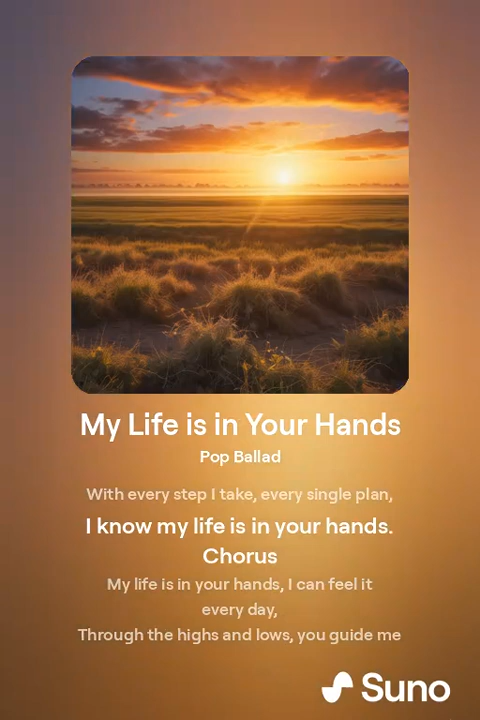 My Life is in Your Hands
Pop Ballad
With every step I take, every single plan,
I know my life is in your hands.
Chorus
My life is in your hands, I can feel it
every day,
Through the highs and lows, you guide me
Suno